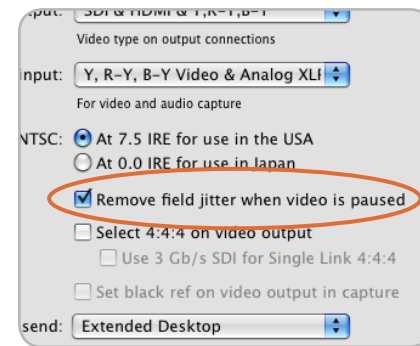 SDI & HDMI & Y,R-Y,B-Y
Video type on output connections
input: Y, R-Y, B-Y Video & Analog XLR
For video and audio capture
NTSC: At 7.5 IRE for use in the USA
At 0.0 IRE for use in Japan
Remove field jitter when video is paused
Select 4:4:4 on video output
Use 3 Gb/s SDI for Single Link 4:4:4
Set black ref on video output in capture
send: Extended Desktop